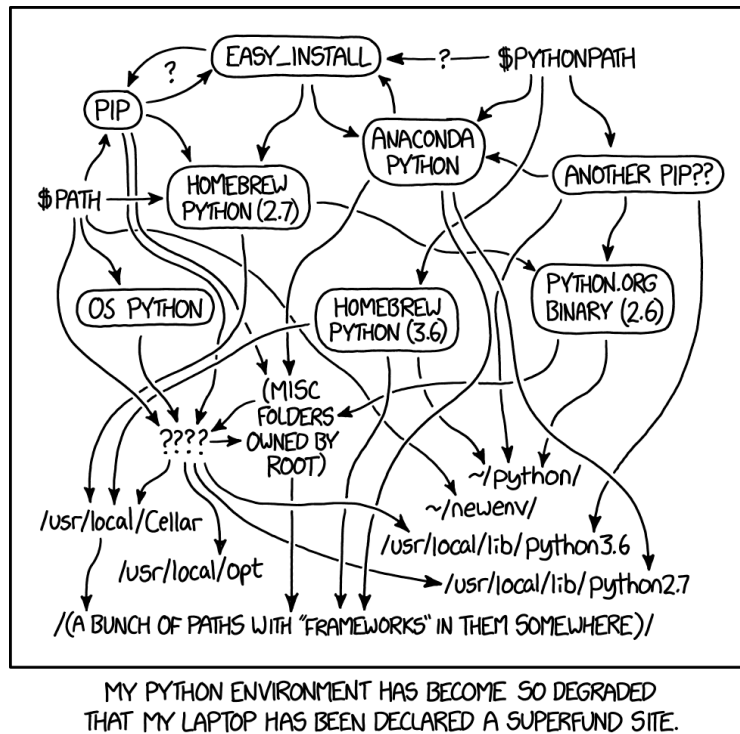 EASY_INSTALL
?
?
$PYTHONPATH
PIP
ANACONDA
PYTHON
ANOTHER PIP??
HOMEBREW
PYTHON (2.7)
$PATH
OS PYTHON
HOMEBREW
PYTHON (3.6)
PYTHON.ORG
BINARY (2.6)
(MISC
FOLDERS
OWNED BY
ROOT)
????
~/python/
~/newenv/
/usr/local/Cellar
/usr/local/opt
/usr/local/lib/python3.6
/usr/local/lib/python2.7
/(A BUNCH OF PATHS WITH "FRAMEWORKS" IN THEM SOMEWHERE)/
MY PYTHON ENVIRONMENT HAS BECOME SO DEGRADED
THAT MY LAPTOP HAS BEEN DECLARED A SUPERFUND SITE.